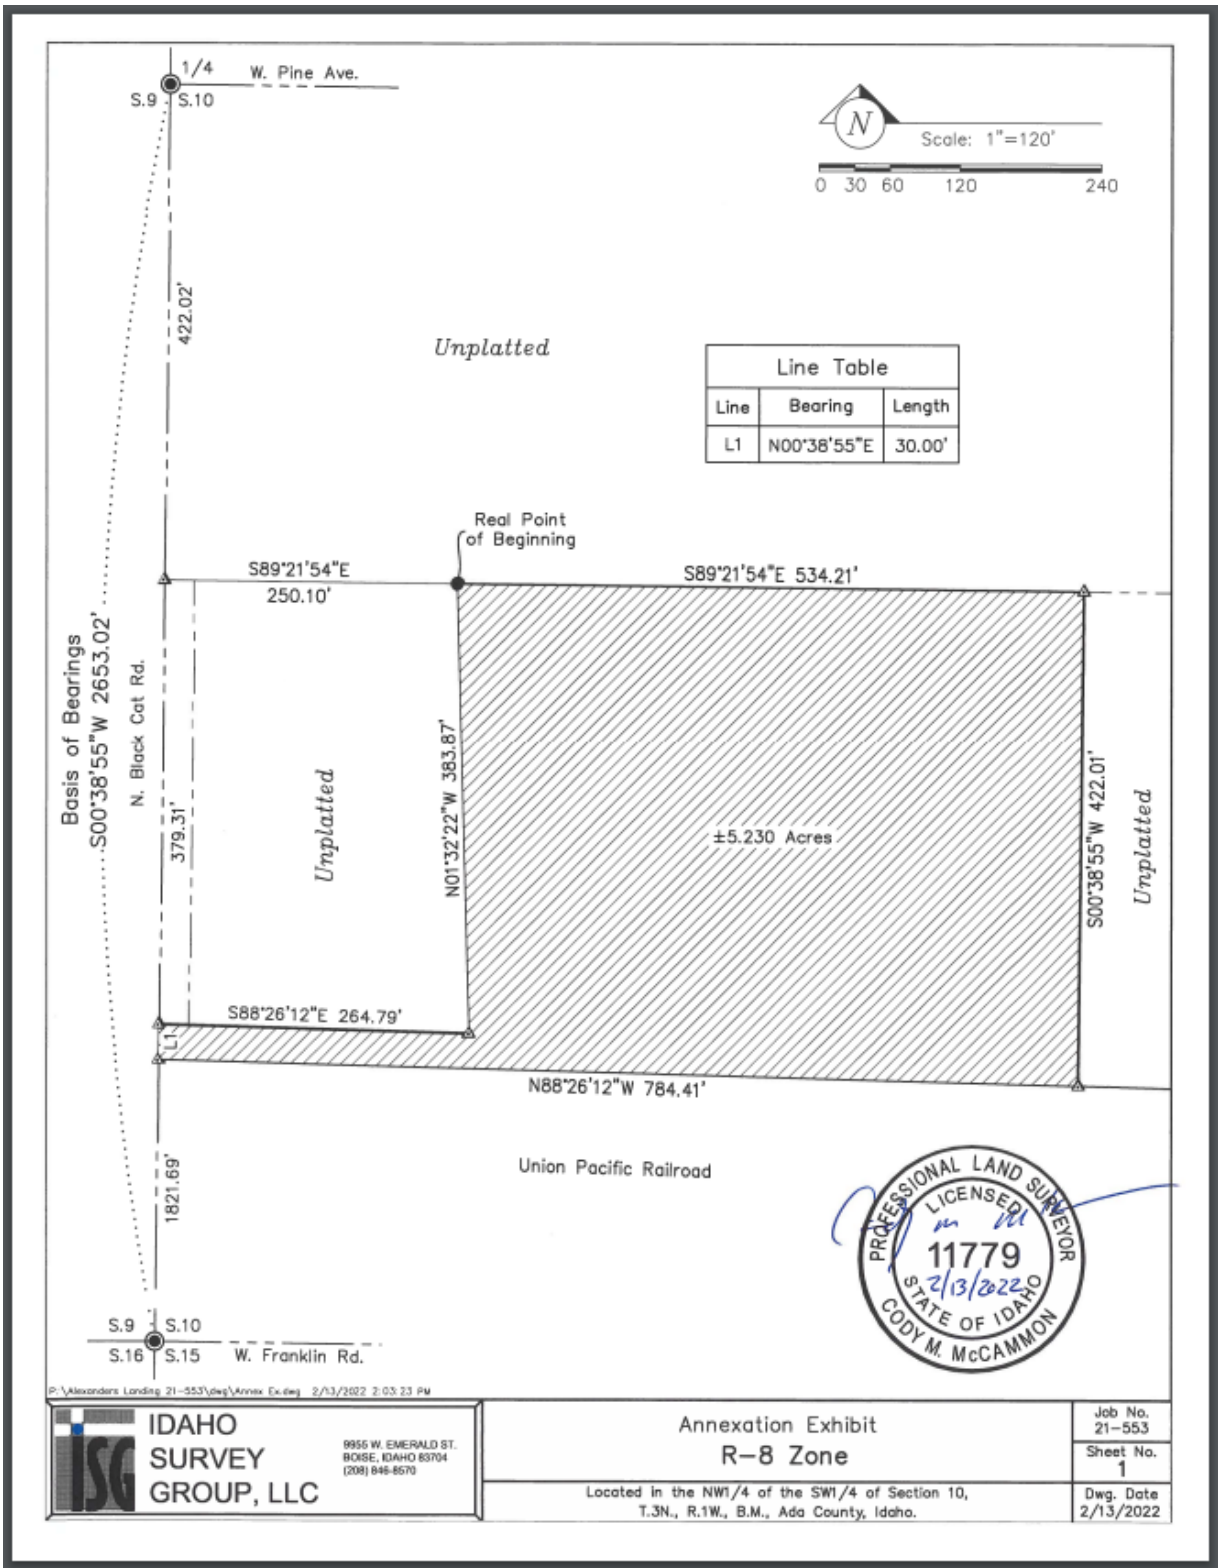 1/4
W. Pine Ave.
S.9
S.10
N
Scale: 1"=120'
0 30 60 120 240
422.02'
Unplatted
Line Table
Line Bearing Length
L1 N00°38'55"E 30.00'
Real Point
of Beginning
S89°21'54"E
250.10'
S89°21'54"E 534.21'
Basis of Bearings
S00°38'55"W 2653.02'
N. Black Cat Rd.
379.31'
Unplatted
N01°32'22"W 383.87'
±5.230 Acres
S00°38'55"W 422.01'
Unplatted
S88°26'12"E 264.79'
L1
N88°26'12"W 784.41'
Union Pacific Railroad
1821.69'
PROFESSIONAL LAND SURVEYOR
LICENSED
11779
2/13/2022
STATE OF IDAHO
CODY M. McCAMMON
S.9 S.10
S.16 S.15
W. Franklin Rd.
P:\Alexanders Landing 21-553\dwg\Annex Ex.dwg 2/13/2022 2:03:23 PM
ISG
IDAHO
SURVEY
GROUP, LLC
9955 W. EMERALD ST.
BOISE, IDAHO 83704
(208) 846-8570
Annexation Exhibit
R-8 Zone
Located in the NW1/4 of the SW1/4 of Section 10,
T.3N., R.1W., B.M., Ada County, Idaho.
Job No.
21-553
Sheet No.
1
Dwg. Date
2/13/2022